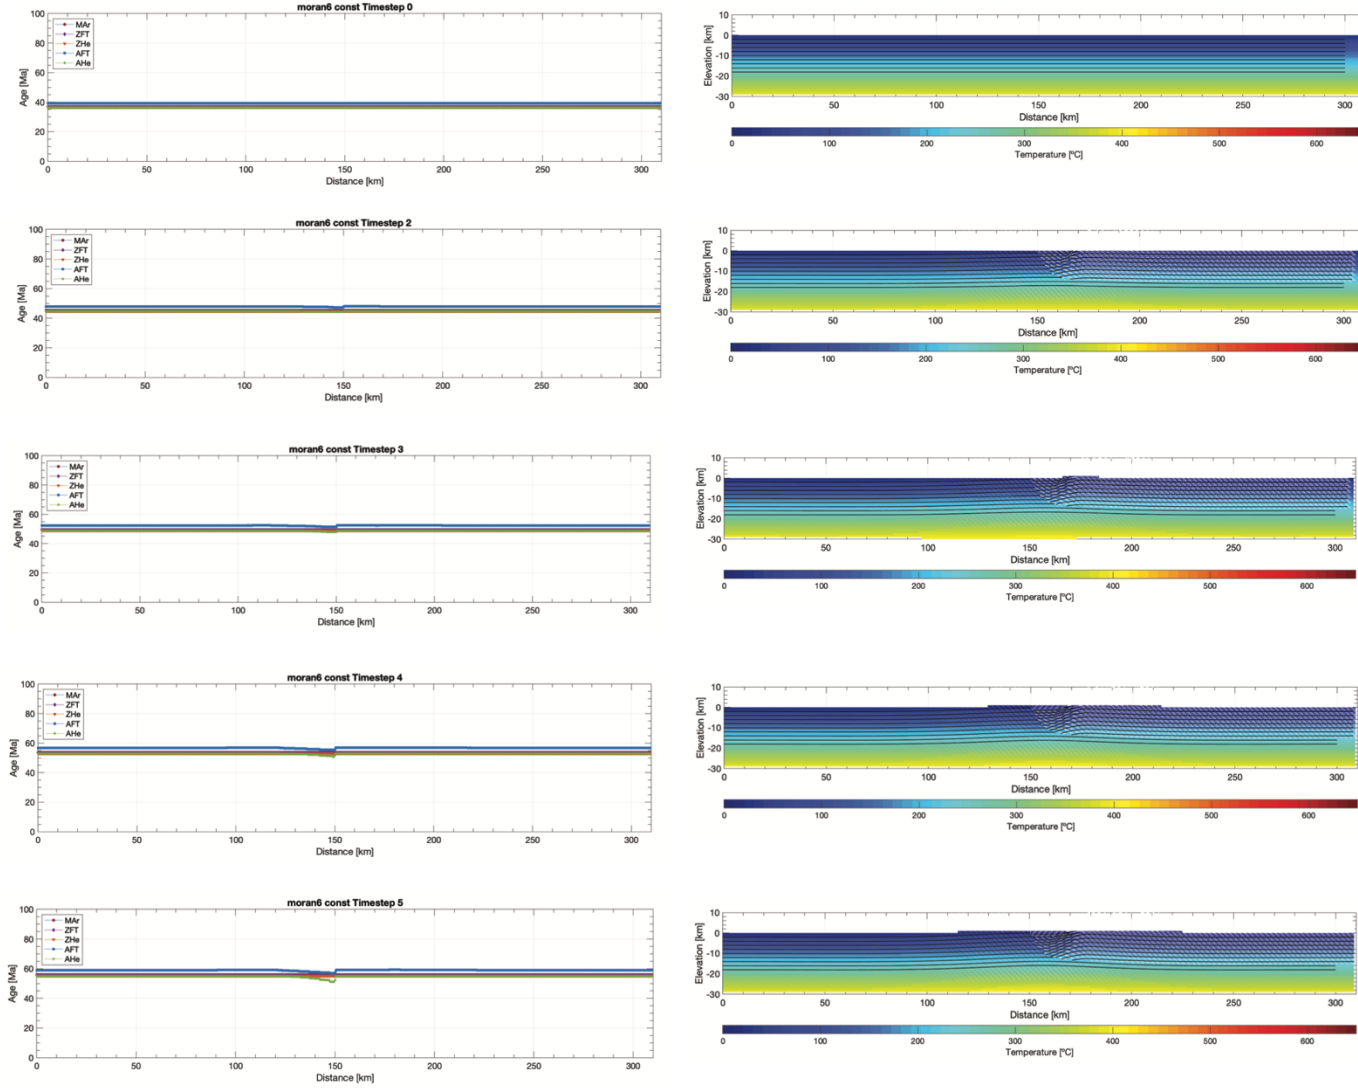 moran6 const Timestep 0
100
80
60
40
20
0
Age [Ma]
MAr
ZFT
ZHe
AFT
AHe
0 50 100 150 200 250 300
Distance [km]
10
0
-10
-20
-30
Elevation [km]
0 50 100 150 200 250 300
Distance [km]
0 100 200 300 400 500 600
Temperature [ºC]
moran6 const Timestep 2
100
80
60
40
20
0
Age [Ma]
MAr
ZFT
ZHe
AFT
AHe
0 50 100 150 200 250 300
Distance [km]
10
0
-10
-20
-30
Elevation [km]
0 50 100 150 200 250 300
Distance [km]
0 100 200 300 400 500 600
Temperature [ºC]
moran6 const Timestep 3
100
80
60
40
20
0
Age [Ma]
MAr
ZFT
ZHe
AFT
AHe
0 50 100 150 200 250 300
Distance [km]
10
0
-10
-20
-30
Elevation [km]
0 50 100 150 200 250 300
Distance [km]
0 100 200 300 400 500 600
Temperature [ºC]
moran6 const Timestep 4
100
80
60
40
20
0
Age [Ma]
MAr
ZFT
ZHe
AFT
AHe
0 50 100 150 200 250 300
Distance [km]
10
0
-10
-20
-30
Elevation [km]
0 50 100 150 200 250 300
Distance [km]
0 100 200 300 400 500 600
Temperature [ºC]
moran6 const Timestep 5
100
80
60
40
20
0
Age [Ma]
MAr
ZFT
ZHe
AFT
AHe
0 50 100 150 200 250 300
Distance [km]
10
0
-10
-20
-30
Elevation [km]
0 50 100 150 200 250 300
Distance [km]
0 100 200 300 400 500 600
Temperature [ºC]